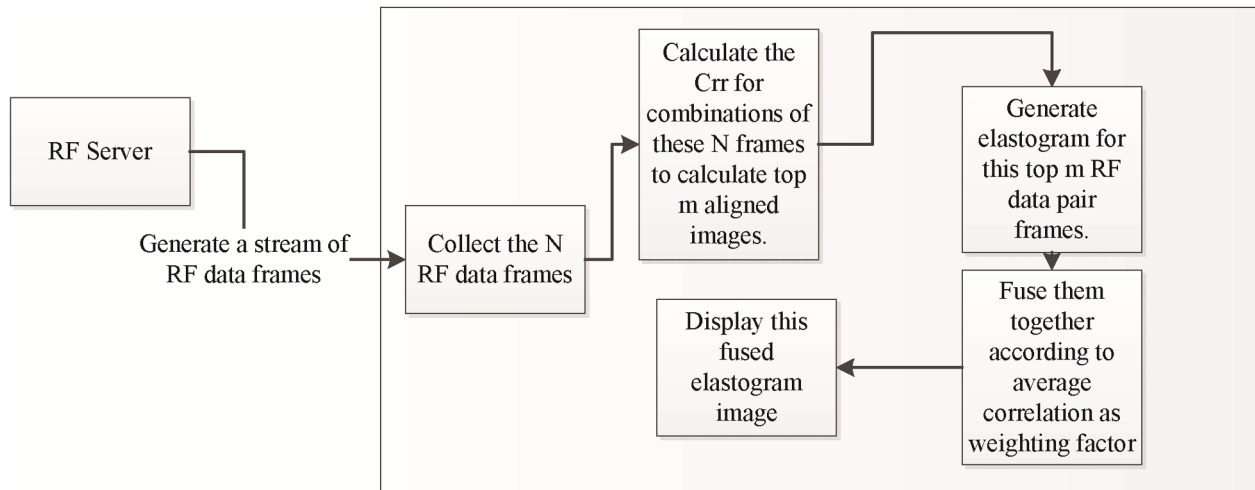 RF Server
Generate a stream of
RF data frames
Collect the N
RF data frames
Calculate the
Crr for
combinations of
these N frames
to calculate top
m aligned
images.
Generate
elastogram for
this top m RF
data pair
frames.
Fuse them
together
according to
average
correlation as
weighting factor
Display this
fused
elastogram
image